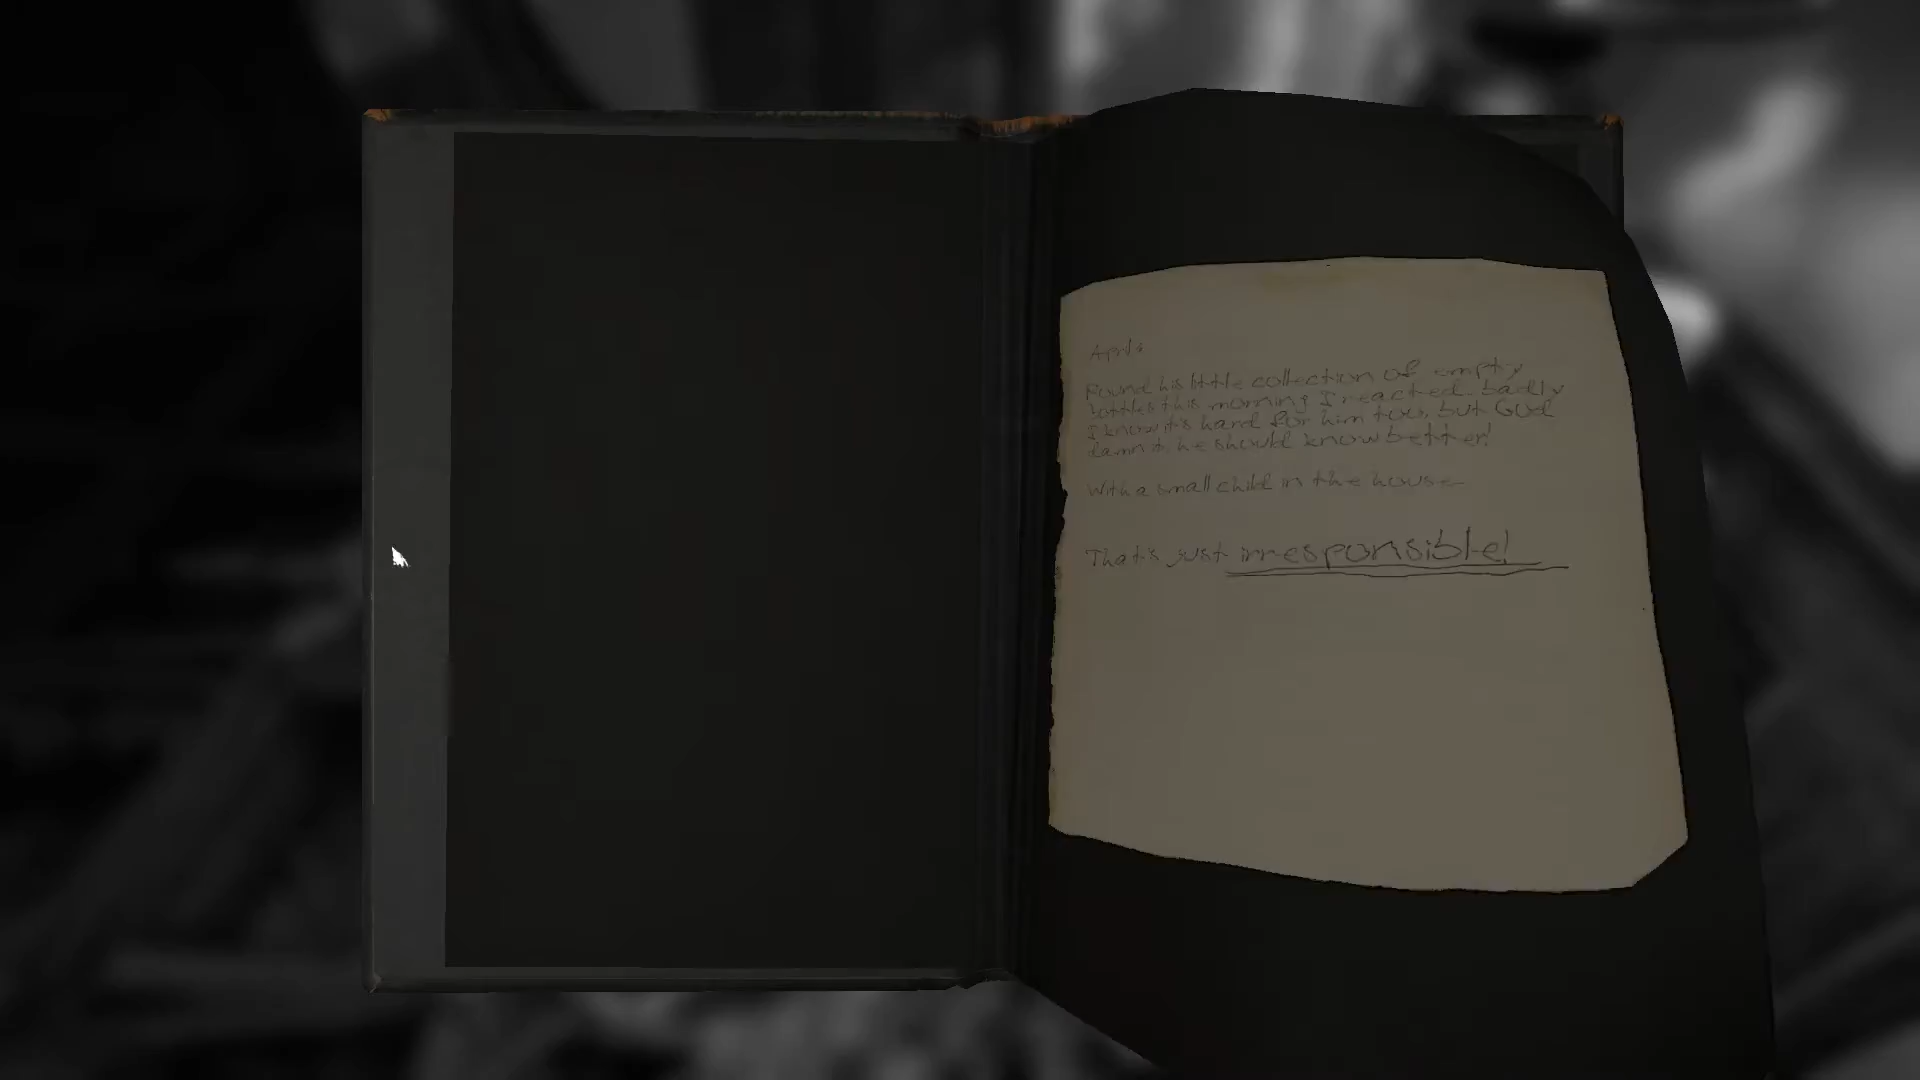 April
Found his little collection of empty
bottles this morning I reacted.. badly
I know it's hard for him too, but God
damn it, he should know better!
With a small child in the house
That's just irresponsible!